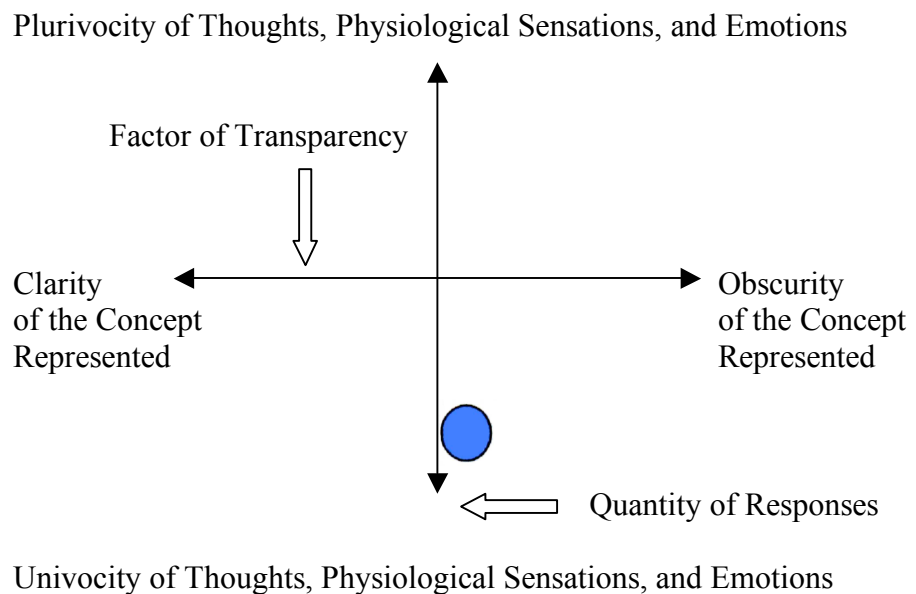 Plurivocity of Thoughts, Physiological Sensations, and Emotions
Factor of Transparency
Clarity
of the Concept
Represented
Obscurity
of the Concept
Represented
Quantity of Responses
Univocity of Thoughts, Physiological Sensations, and Emotions